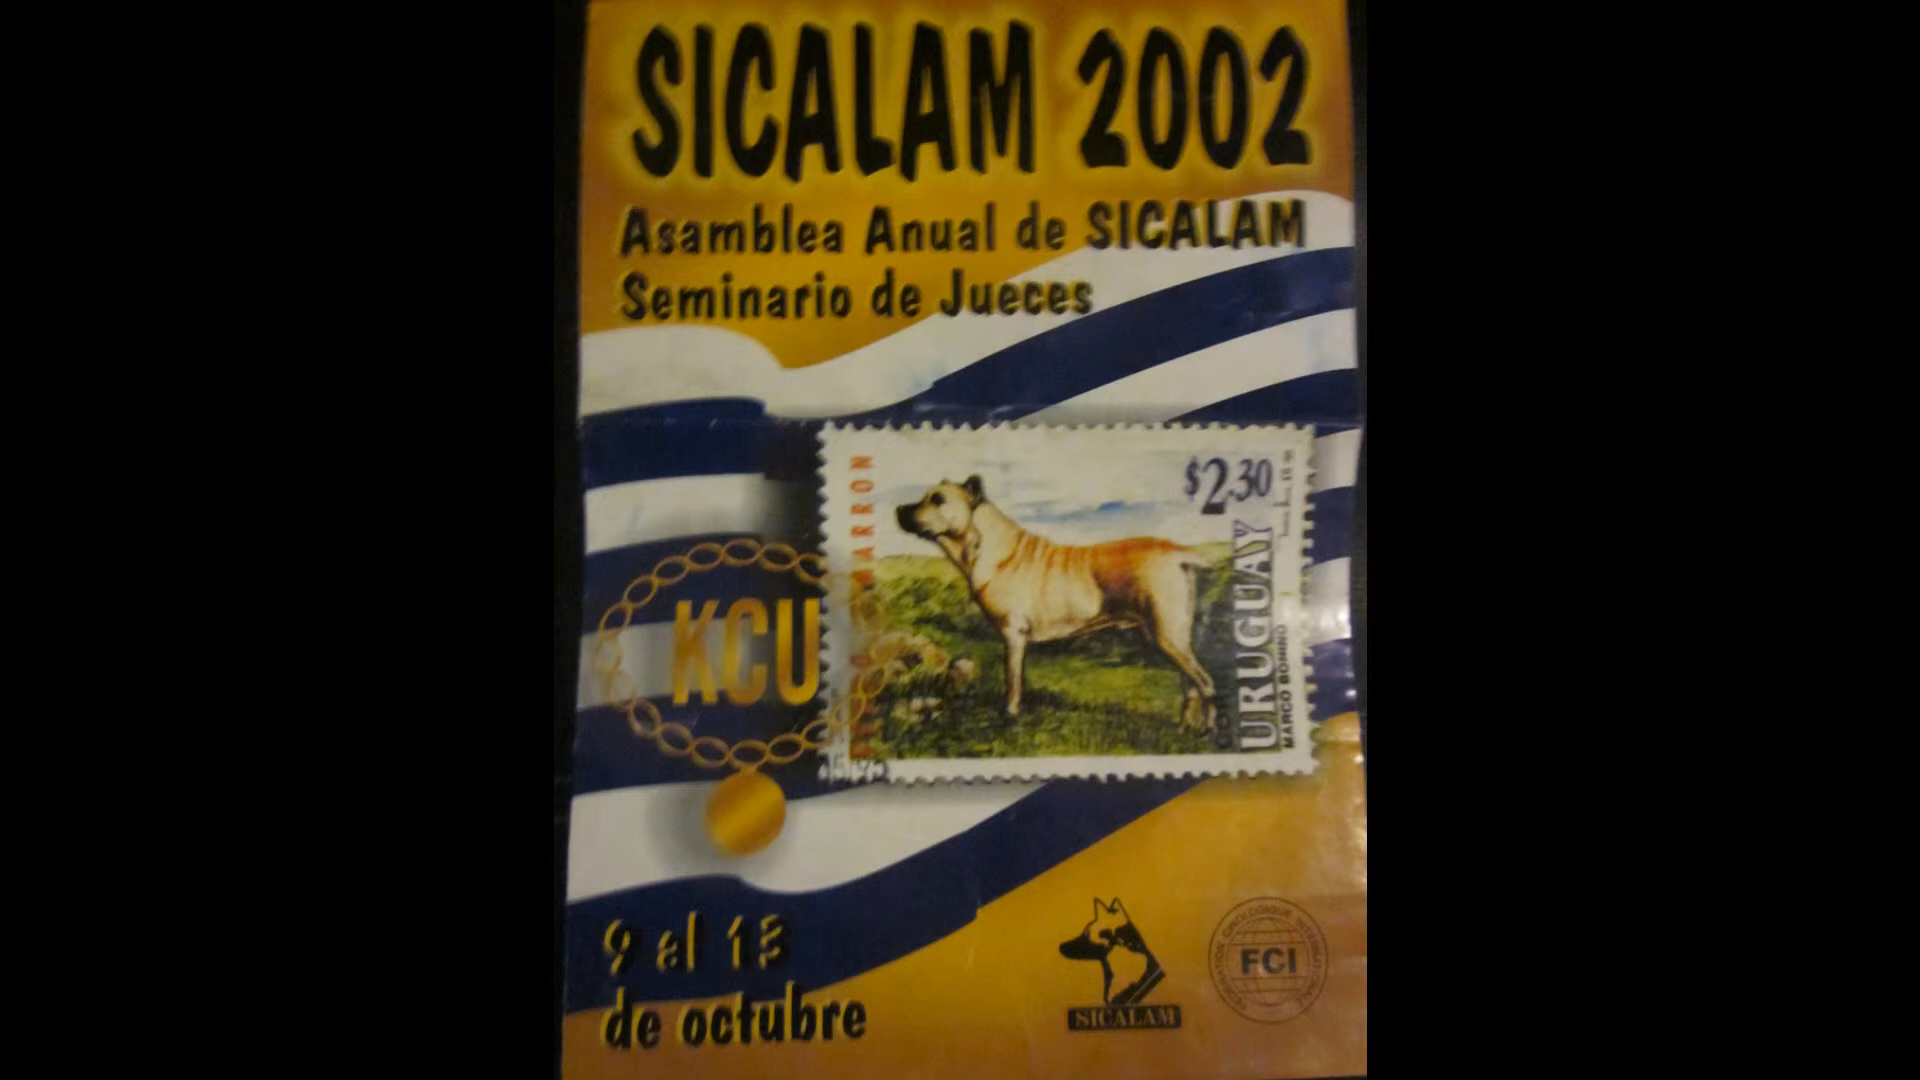 SICALAM 2002
Asamblea Anual de SICALAM
Seminario de Jueces
$2.30
URUGUAY
MARCO BONINO
KCU
9 al 13
de octubre
SICALAM
FCI